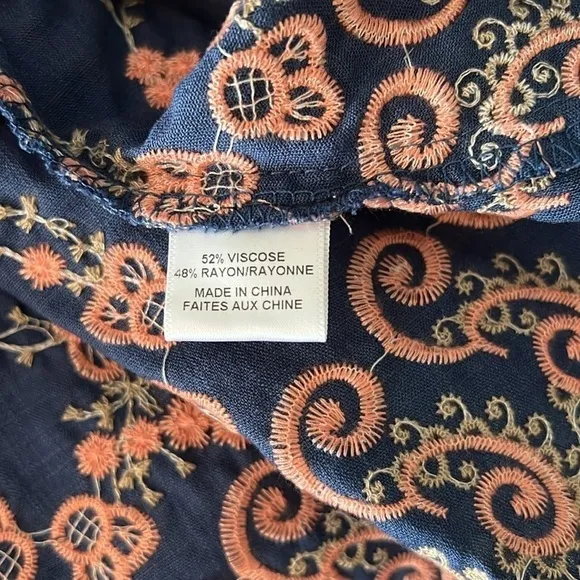 52% VISCOSE
48% RAYON/RAYONNE
MADE IN CHINA
FAITES AUX CHINE